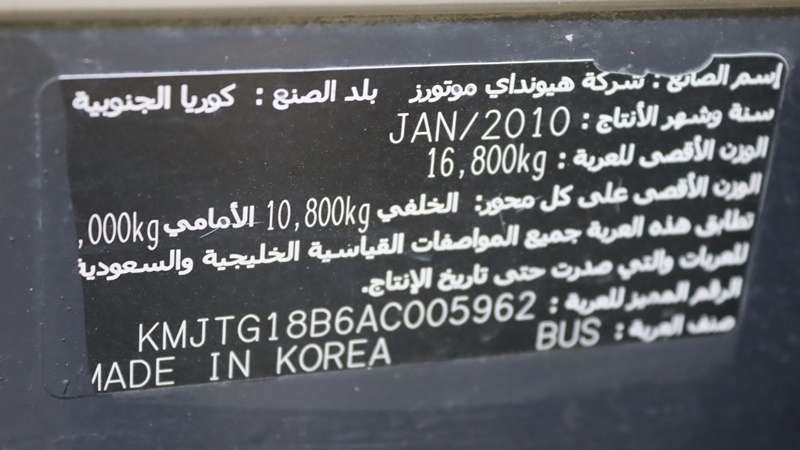 إسم الصانع : شركة هيونداي موتورز بلد الصنع : كوريا الجنوبية
سنة وشهر الأنتاج : JAN/2010
الوزن الأقصى للعربة : 16,800kg
الوزن الأقصى على كل محور: الخلفي 10,800kg الأمامي ,000kg
تطابق هذه العربة جميع المواصفات القياسية الخليجية والسعودية
للعربات والتي صدرت حتى تاريخ الإنتاج.
الرقم المميز للعربة : KMJTG18B6AC005962
صنف العربة : BUS
MADE IN KOREA